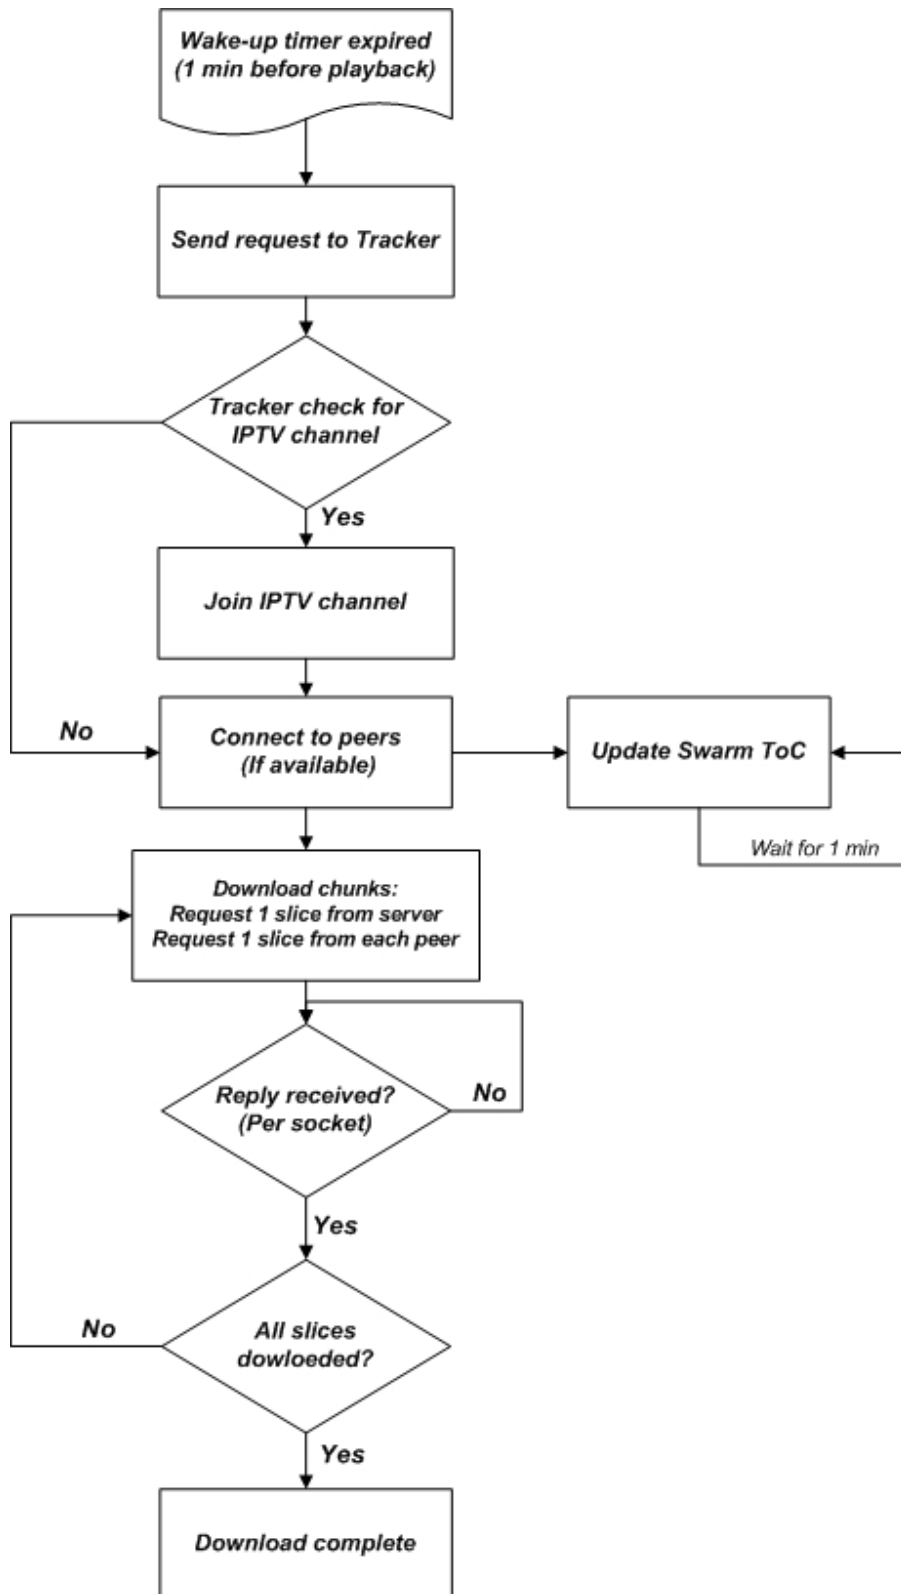 Wake-up timer expired
(1 min before playback)
Send request to Tracker
Tracker check for
IPTV channel
Yes
Join IPTV channel
No
Connect to peers
(If available)
Update Swarm ToC
Wait for 1 min
Download chunks:
Request 1 slice from server
Request 1 slice from each peer
Reply received?
(Per socket)
No
Yes
No
All slices
dowloeded?
Yes
Download complete